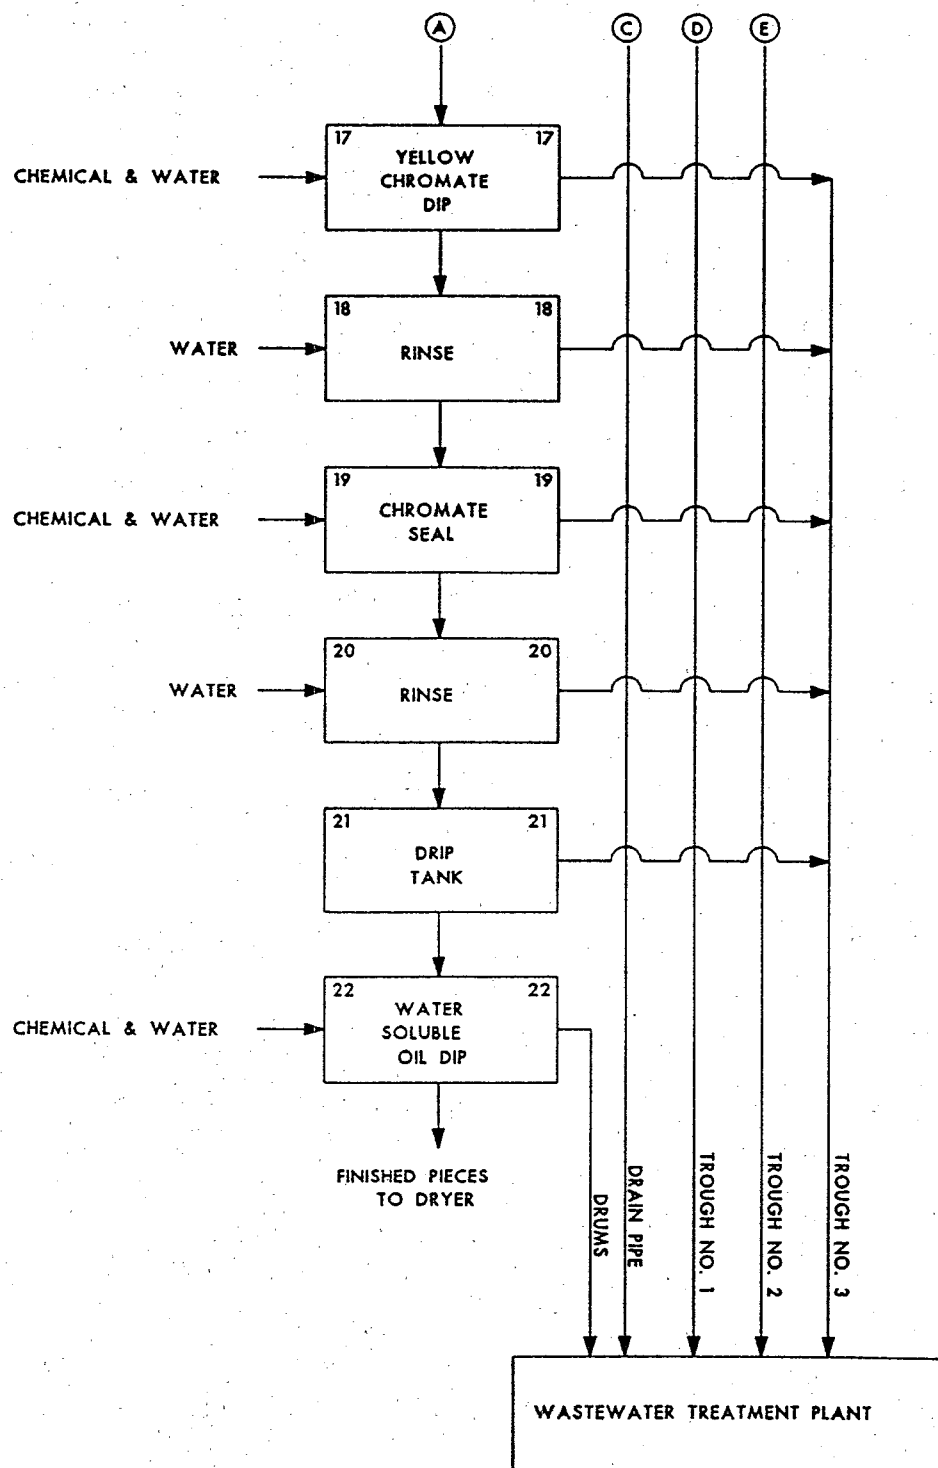 A C D E
17 17
YELLOW
CHROMATE
DIP
CHEMICAL & WATER
18 18
RINSE
WATER
19 19
CHROMATE
SEAL
CHEMICAL & WATER
20 20
RINSE
WATER
21 21
DRIP
TANK
22 22
WATER
SOLUBLE
OIL DIP
CHEMICAL & WATER
FINISHED PIECES
TO DRYER
DRUMS
DRAIN PIPE
TROUGH NO. 1
TROUGH NO. 2
TROUGH NO. 3
WASTEWATER TREATMENT PLANT